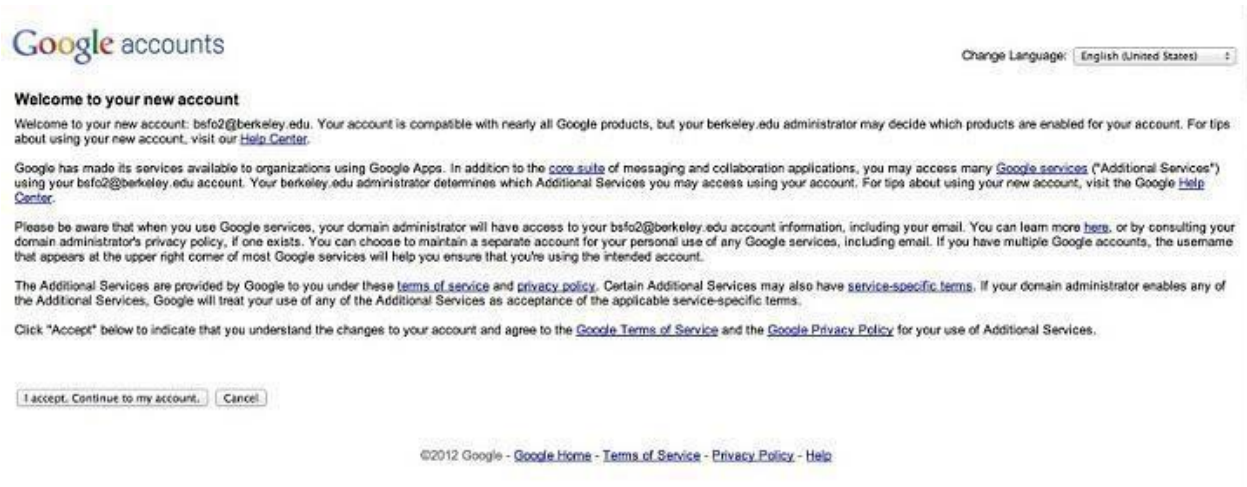 Google accounts
Change Language: English (United States)
Welcome to your new account
Welcome to your new account: bsfo2@berkeley.edu. Your account is compatible with nearly all Google products, but your berkeley.edu administrator may decide which products are enabled for your account. For tips
about using your new account, visit our Help Center.
Google has made its services available to organizations using Google Apps. In addition to the core suite of messaging and collaboration applications, you may access many Google services ("Additional Services")
using your bsfo2@berkeley.edu account. Your berkeley.edu administrator determines which Additional Services you may access using your account. For tips about using your new account, visit the Google Help
Center.
Please be aware that when you use Google services, your domain administrator will have access to your bsfo2@berkeley.edu account information, including your email. You can learn more here, or by consulting your
domain administrator's privacy policy, if one exists. You can choose to maintain a separate account for your personal use of any Google services, including email. If you have multiple Google accounts, the username
that appears at the upper right corner of most Google services will help you ensure that you're using the intended account.
The Additional Services are provided by Google to you under these terms of service and privacy policy. Certain Additional Services may also have service-specific terms. If your domain administrator enables any of
the Additional Services, Google will treat your use of any of the Additional Services as acceptance of the applicable service-specific terms.
Click "Accept" below to indicate that you understand the changes to your account and agree to the Google Terms of Service and the Google Privacy Policy for your use of Additional Services.
I accept. Continue to my account. Cancel
©2012 Google - Google Home - Terms of Service - Privacy Policy - Help